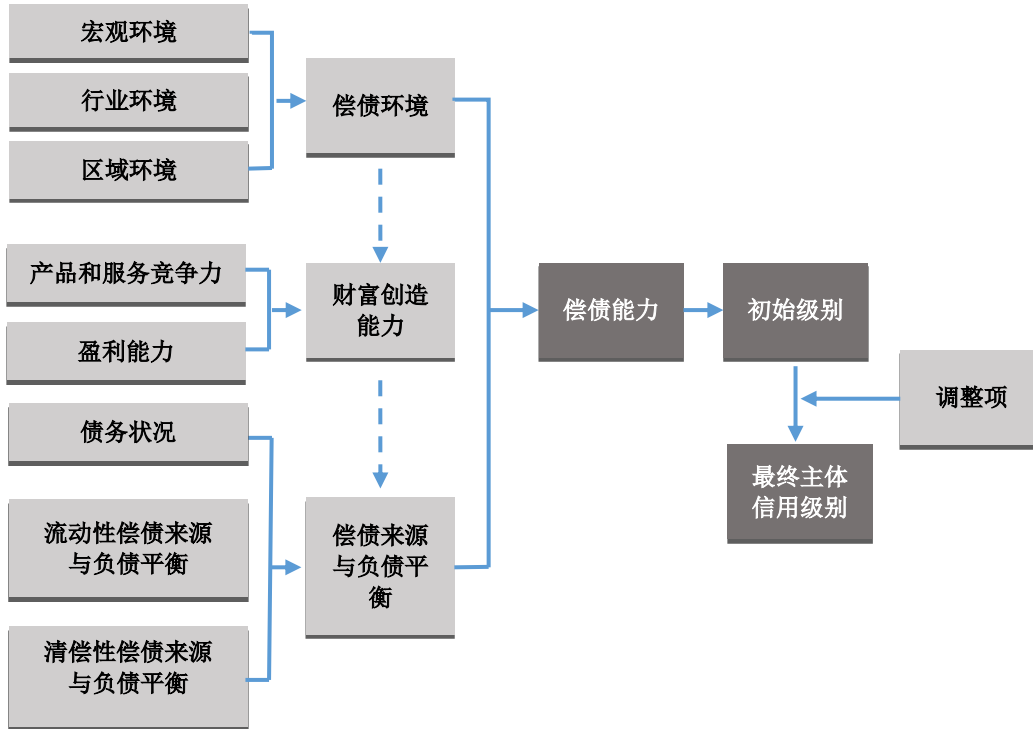 宏观环境
行业环境
区域环境
偿债环境
产品和服务竞争力
盈利能力
财富创造
能力
债务状况
流动性偿债来源
与负债平衡
清偿性偿债来源
与负债平衡
偿债来源
与负债平
衡
偿债能力
初始级别
调整项
最终主体
信用级别